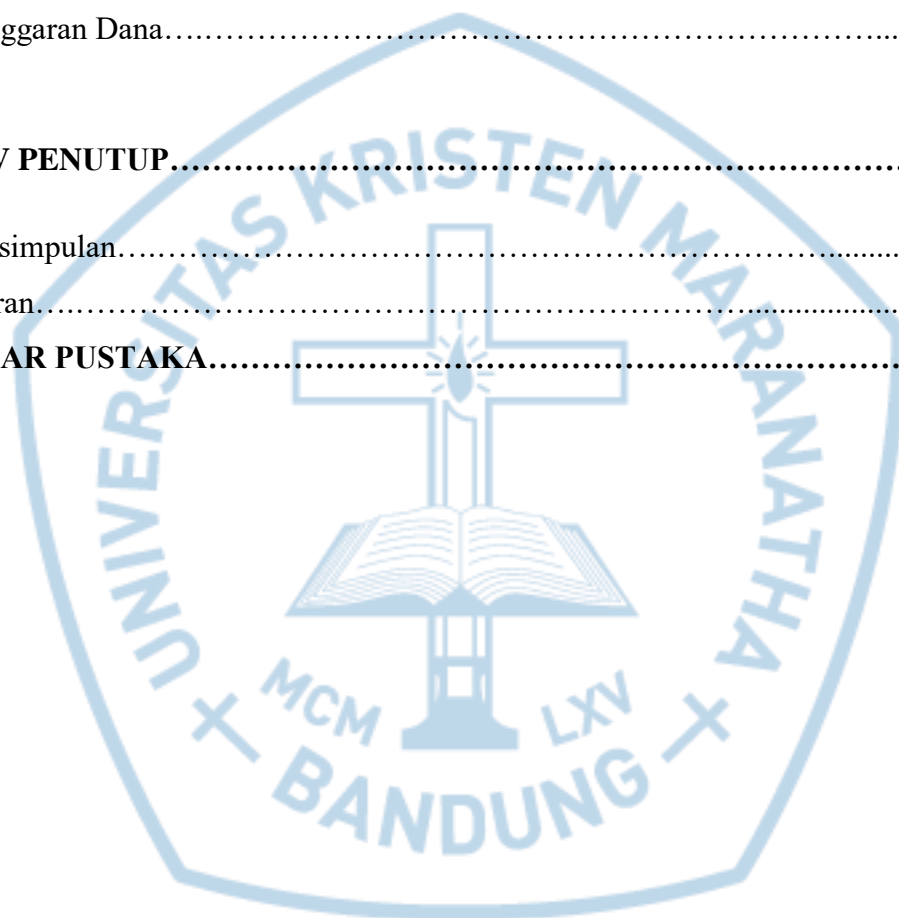 ggaran Dana….……………………………………………………………...
V PENUTUP………………………………………………………………
simpulan….…………………………………………………………..........
ran….………………………………………………………......................
AR PUSTAKA……………………………………………………………
UNIVERSITAS KRISTEN MARANATHA
MCM LXV
BANDUNG